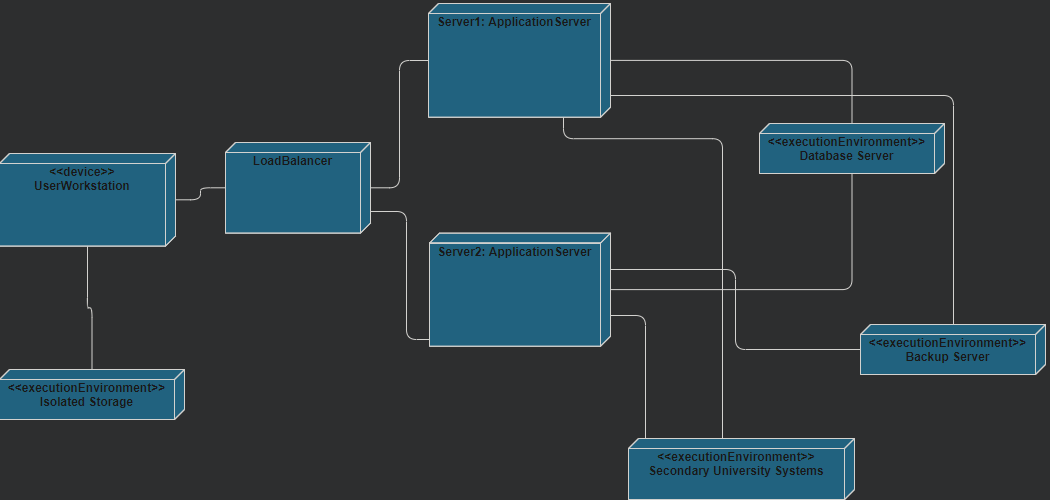 Server1: ApplicationServer
<<executionEnvironment>>
Database Server
<<device>>
UserWorkstation
LoadBalancer
Server2: ApplicationServer
<<executionEnvironment>>
Backup Server
<<executionEnvironment>>
Isolated Storage
<<executionEnvironment>>
Secondary University Systems